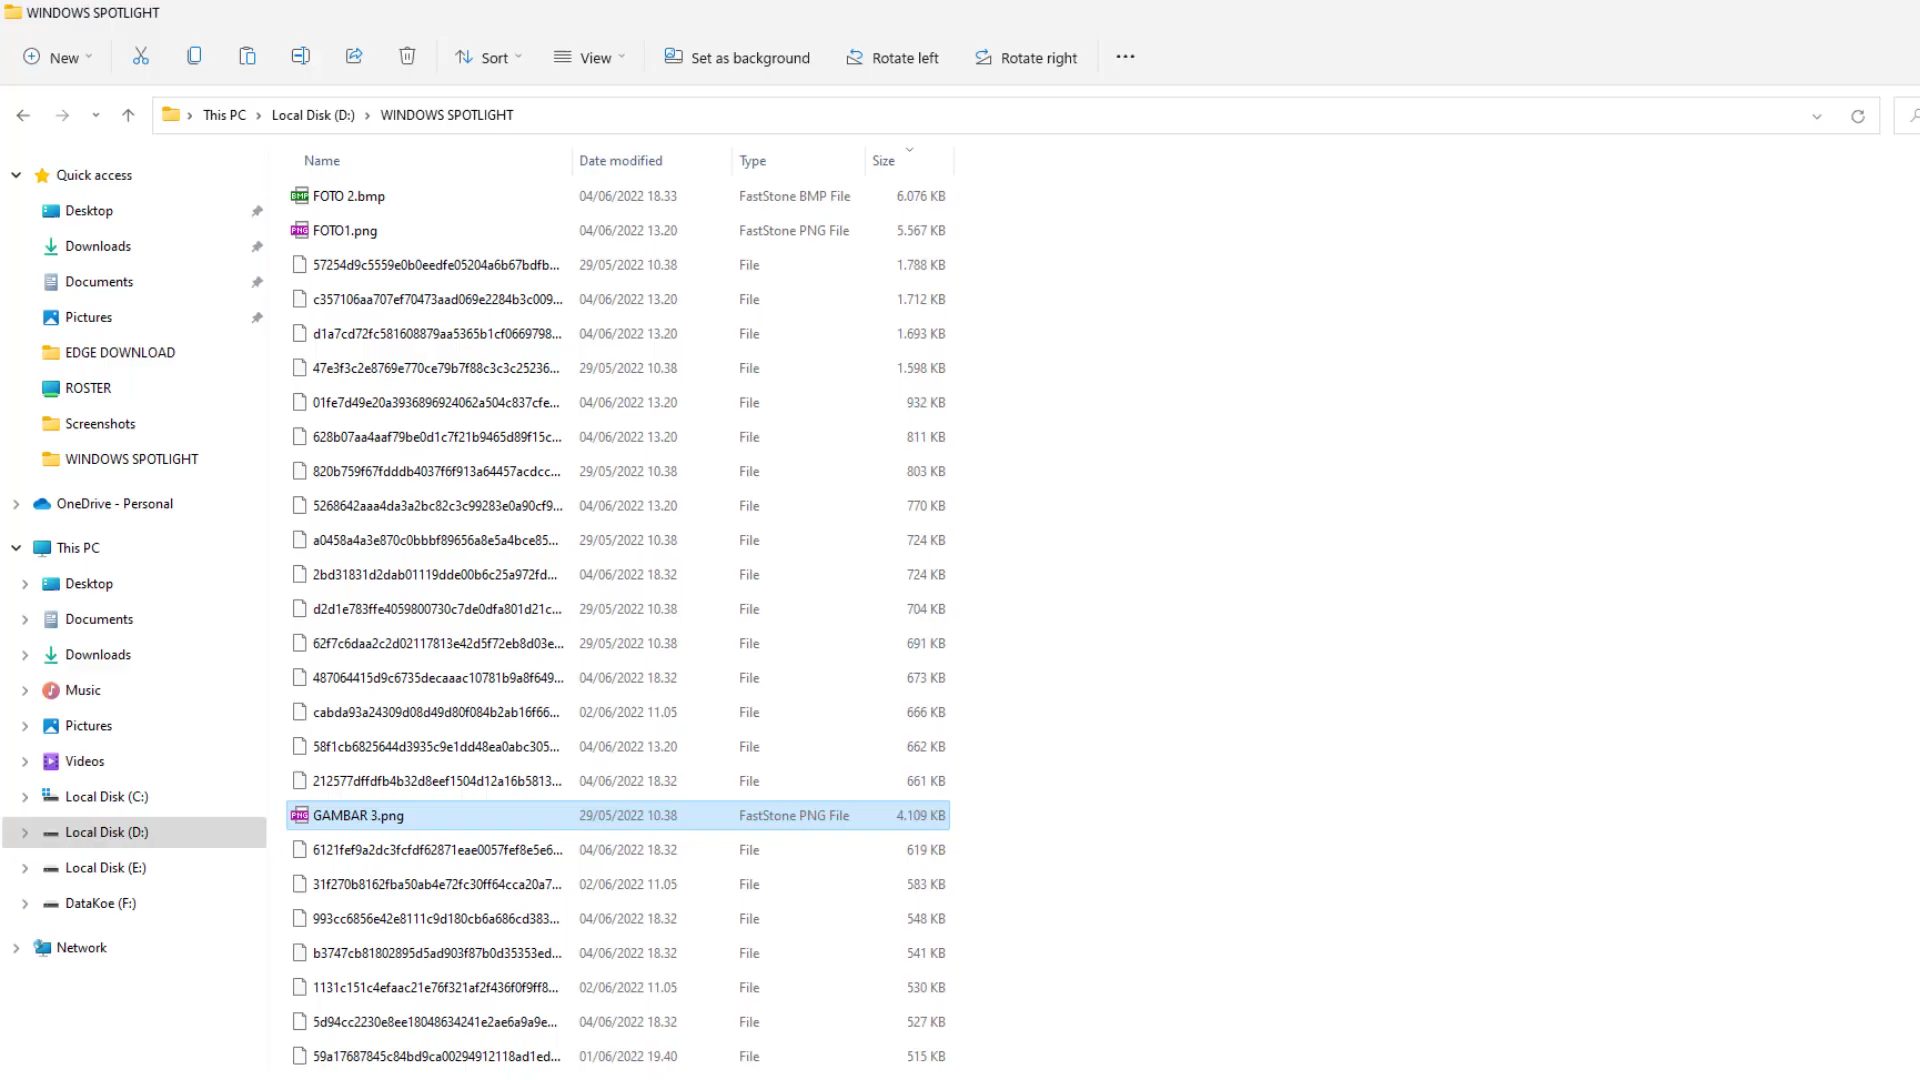 WINDOWS SPOTLIGHT
New Sort View Set as background Rotate left Rotate right ...
This PC > Local Disk (D:) > WINDOWS SPOTLIGHT
Name Date modified Type Size
Quick access
Desktop
Downloads
Documents
Pictures
EDGE DOWNLOAD
ROSTER
Screenshots
WINDOWS SPOTLIGHT
OneDrive - Personal
This PC
Desktop
Documents
Downloads
Music
Pictures
Videos
Local Disk (C:)
Local Disk (D:)
Local Disk (E:)
DataKoe (F:)
Network
FOTO 2.bmp 04/06/2022 18.33 FastStone BMP File 6.076 KB
FOTO1.png 04/06/2022 13.20 FastStone PNG File 5.567 KB
57254d9c5559e0b0eedfe05204a6b67bdfb... 29/05/2022 10.38 File 1.788 KB
c357106aa707ef70473aad069e2284b3c009... 04/06/2022 13.20 File 1.712 KB
d1a7cd72fc581608879aa5365b1cf0669798... 04/06/2022 13.20 File 1.693 KB
47e3f3c2e8769e770ce79b7f88c3c3c25236... 29/05/2022 10.38 File 1.598 KB
01fe7d49e20a3936896924062a504c837cfe... 04/06/2022 13.20 File 932 KB
628b07aa4aaf79be0d1c7f21b9465d89f15c... 04/06/2022 13.20 File 811 KB
820b759f67fdddb4037f6f913a64457acdcc... 29/05/2022 10.38 File 803 KB
5268642aaa4da3a2bc82c3c99283e0a90cf9... 04/06/2022 13.20 File 770 KB
a0458a4a3e870c0bbbf89656a8e5a4bce85... 29/05/2022 10.38 File 724 KB
2bd31831d2dab01119dde00b6c25a972fd... 04/06/2022 18.32 File 724 KB
d2d1e783ffe4059800730c7de0dfa801d21c... 29/05/2022 10.38 File 704 KB
62f7c6daa2c2d02117813e42d5f72eb8d03e... 29/05/2022 10.38 File 691 KB
487064415d9c6735decaaac10781b9a8f649... 04/06/2022 18.32 File 673 KB
cabda93a24309d08d49d80f084b2ab16f66... 02/06/2022 11.05 File 666 KB
58f1cb6825644d3935c9e1dd48ea0abc305... 04/06/2022 13.20 File 662 KB
212577dffdfb4b32d8eef1504d12a16b5813... 04/06/2022 18.32 File 661 KB
GAMBAR 3.png 29/05/2022 10.38 FastStone PNG File 4.109 KB
6121fef9a2dc3fcfdf62871eae0057fef8e5e6... 04/06/2022 18.32 File 619 KB
31f270b8162fba50ab4e72fc30ff64cca20a7... 02/06/2022 11.05 File 583 KB
993cc6856e42e8111c9d180cb6a686cd383... 04/06/2022 18.32 File 548 KB
b3747cb81802895d5ad903f87b0d35353ed... 04/06/2022 18.32 File 541 KB
1131c151c4efaac21e76f321af2f436f0f9ff8... 02/06/2022 11.05 File 530 KB
5d94cc2230e8ee18048634241e2ae6a9a9e... 04/06/2022 18.32 File 527 KB
59a17687845c84bd9ca00294912118ad1ed... 01/06/2022 19.40 File 515 KB